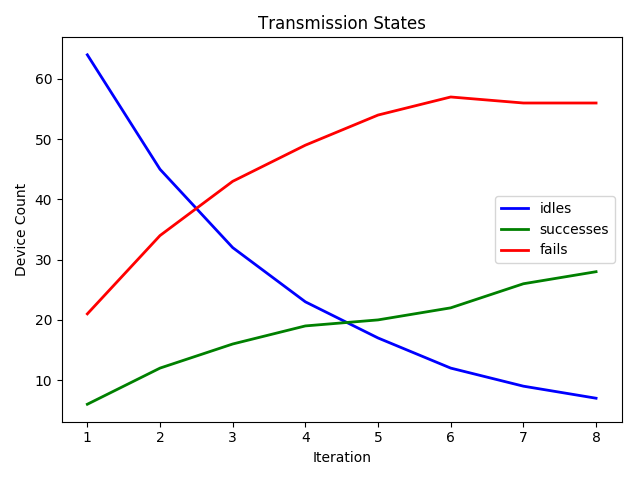 Transmission States
Device Count
60
50
40
30
20
10
idles
successes
fails
1 2 3 4 5 6 7 8
Iteration